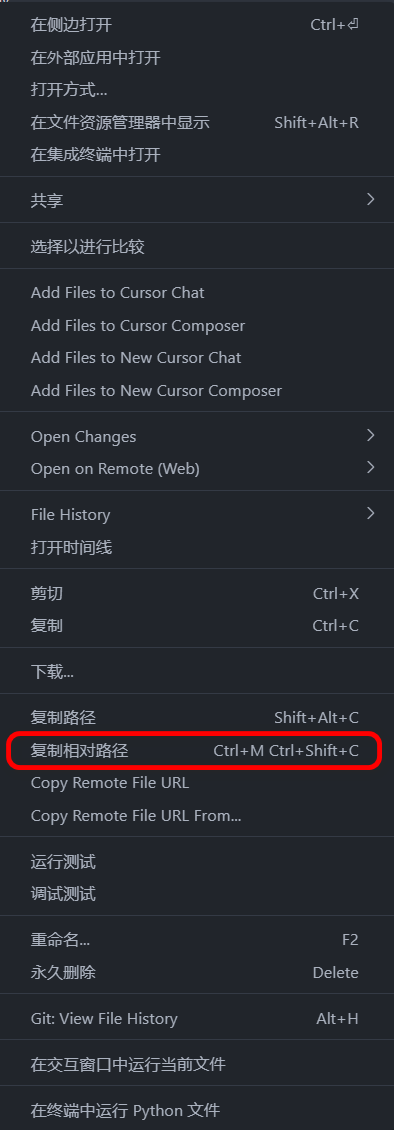 在侧边打开 Ctrl+⏎
在外部应用中打开
打开方式...
在文件资源管理器中显示 Shift+Alt+R
在集成终端中打开
共享
选择以进行比较
Add Files to Cursor Chat
Add Files to Cursor Composer
Add Files to New Cursor Chat
Add Files to New Cursor Composer
Open Changes
Open on Remote (Web)
File History
打开时间线
剪切 Ctrl+X
复制 Ctrl+C
下载...
复制路径 Shift+Alt+C
复制相对路径 Ctrl+M Ctrl+Shift+C
Copy Remote File URL
Copy Remote File URL From...
运行测试
调试测试
重命名... F2
永久删除 Delete
Git: View File History Alt+H
在交互窗口中运行当前文件
在终端中运行 Python 文件